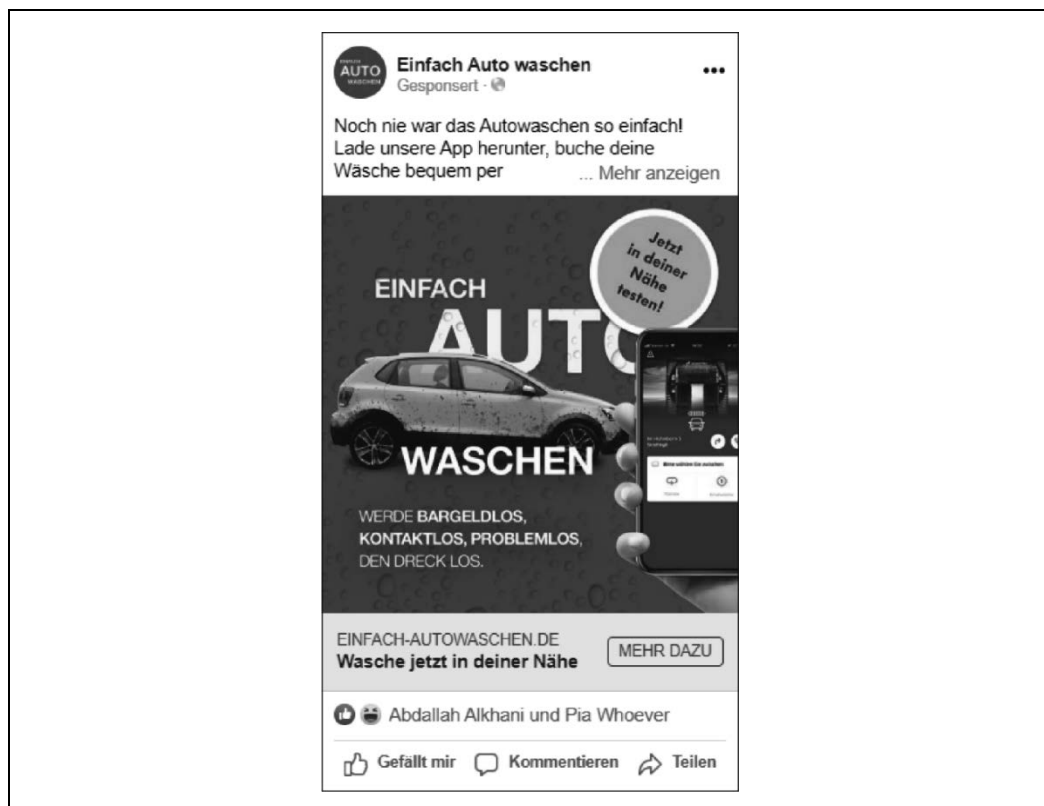 Einfach Auto waschen
Gesponsert ·
AUTO
WASCHEN
Noch nie war das Autowaschen so einfach!
Lade unsere App herunter, buche deine
Wäsche bequem per
... Mehr anzeigen
Jetzt
in deiner
Nähe
testen!
EINFACH
AUTO
WASCHEN
WERDE BARGELDLOS,
KONTAKTLOS, PROBLEMLOS,
DEN DRECK LOS.
EINFACH-AUTOWASCHEN.DE
Wasche jetzt in deiner Nähe
MEHR DAZU
Abdallah Alkhani und Pia Whoever
Gefällt mir
Kommentieren
Teilen